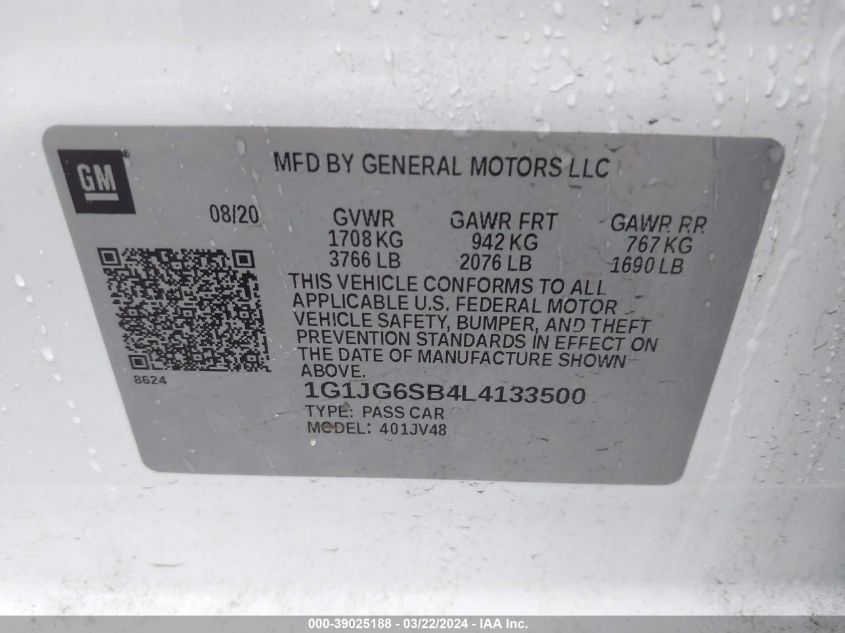 GM
MFD BY GENERAL MOTORS LLC
08/20
GVWR GAWR FRT GAWR RR
1708 KG 942 KG 767 KG
3766 LB 2076 LB 1690 LB
THIS VEHICLE CONFORMS TO ALL
APPLICABLE U.S. FEDERAL MOTOR
VEHICLE SAFETY, BUMPER, AND THEFT
PREVENTION STANDARDS IN EFFECT ON
THE DATE OF MANUFACTURE SHOWN
ABOVE.
8624
1G1JG6SB4L4133500
TYPE: PASS CAR
MODEL: 401JV48
000-39025188 - 03/22/2024 - IAA Inc.